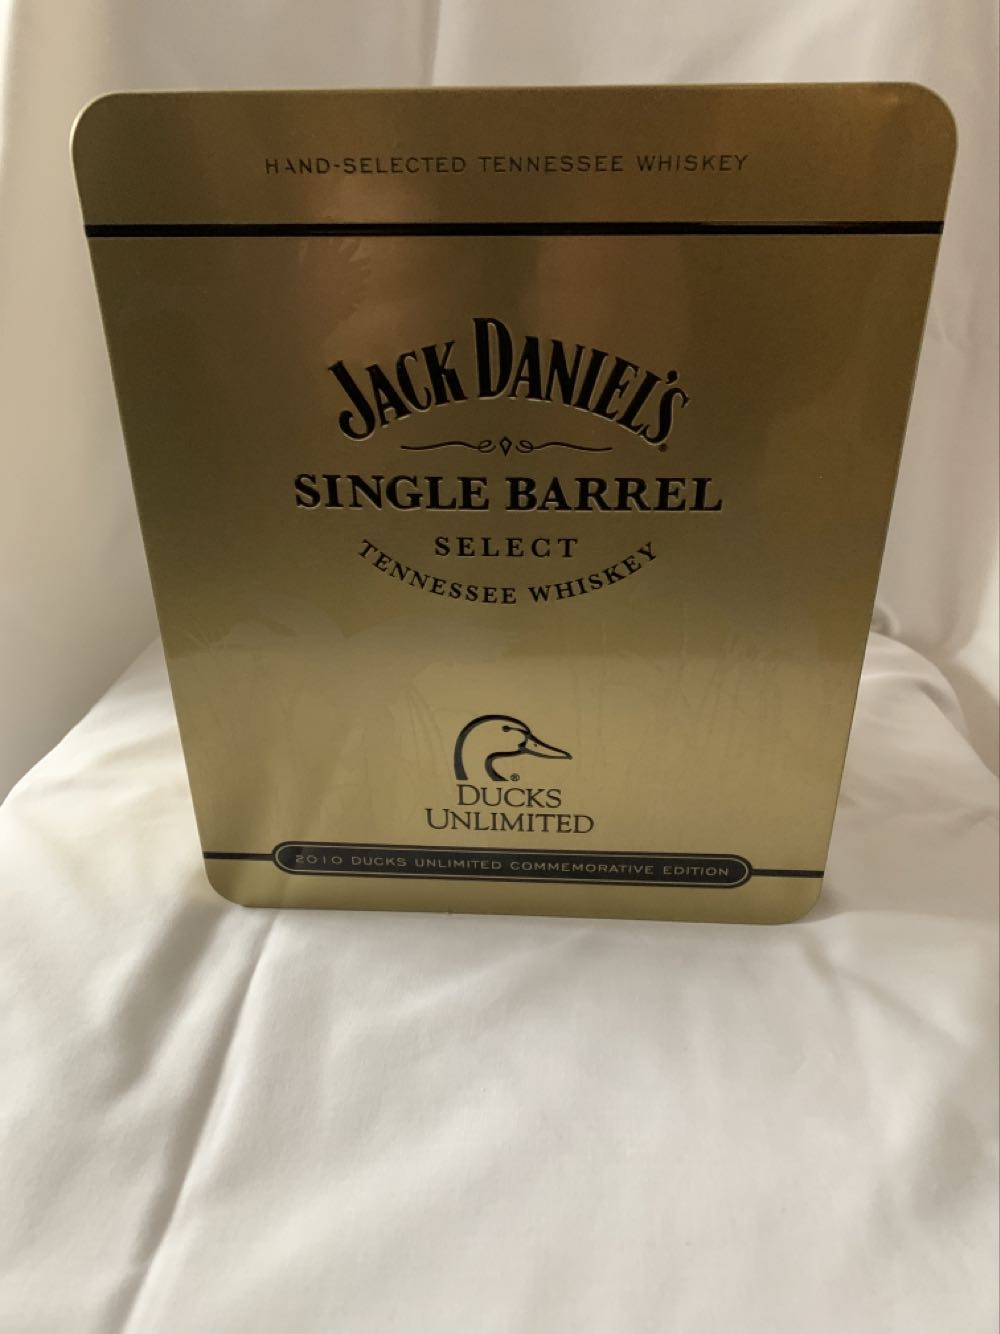 HAND-SELECTED TENNESSEE WHISKEY
JACK DANIEL'S
SINGLE BARREL
SELECT
TENNESSEE WHISKEY
®
DUCKS
UNLIMITED
2010 DUCKS UNLIMITED COMMEMORATIVE EDITION